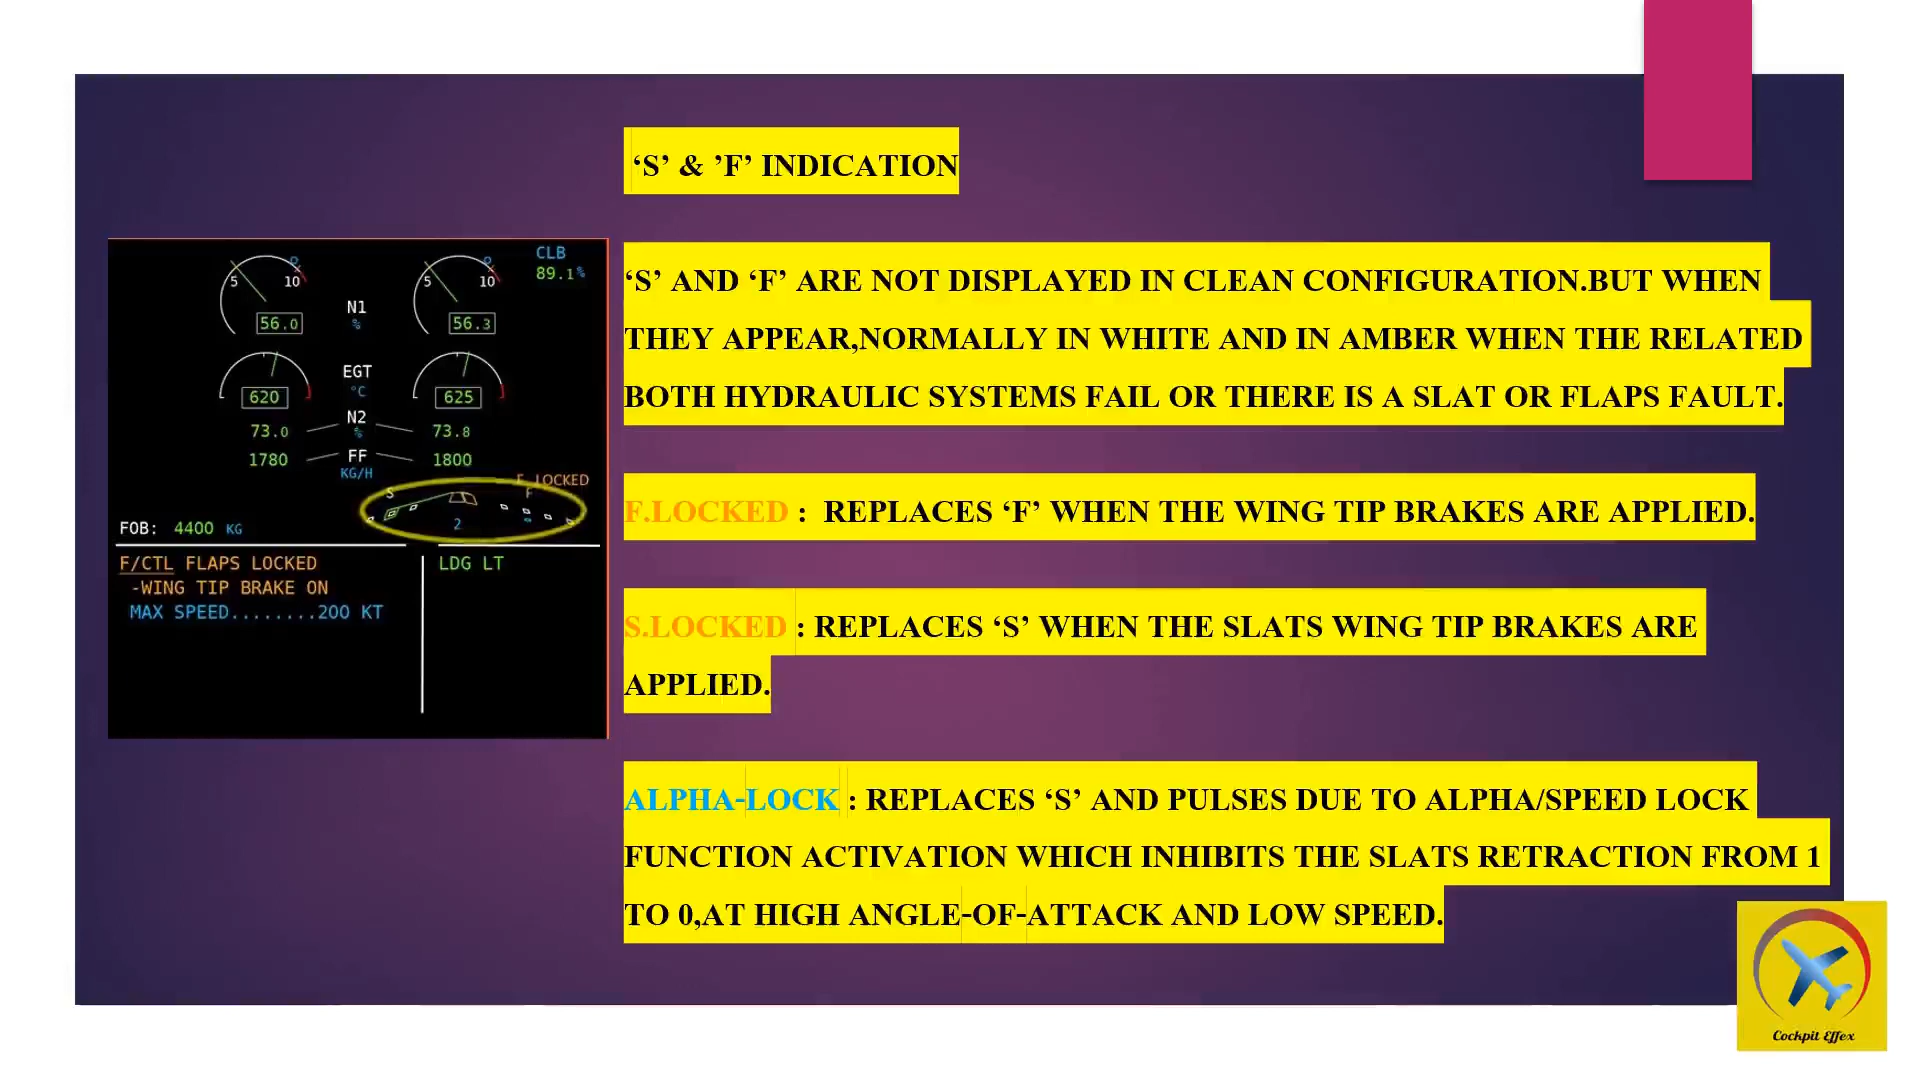 ‘S’ & ’F’ INDICATION
‘S’ AND ‘F’ ARE NOT DISPLAYED IN CLEAN CONFIGURATION.BUT WHEN
THEY APPEAR,NORMALLY IN WHITE AND IN AMBER WHEN THE RELATED
BOTH HYDRAULIC SYSTEMS FAIL OR THERE IS A SLAT OR FLAPS FAULT.
F.LOCKED : REPLACES ‘F’ WHEN THE WING TIP BRAKES ARE APPLIED.
S.LOCKED : REPLACES ‘S’ WHEN THE SLATS WING TIP BRAKES ARE
APPLIED.
ALPHA-LOCK : REPLACES ‘S’ AND PULSES DUE TO ALPHA/SPEED LOCK
FUNCTION ACTIVATION WHICH INHIBITS THE SLATS RETRACTION FROM 1
TO 0,AT HIGH ANGLE-OF-ATTACK AND LOW SPEED.
CLB
89.1%
5 10 5 10
N1
56.0 % 56.3
EGT
°C
620 625
N2
73.0 % 73.8
FF
1780 1800
KG/H
LOCKED
S F
2
FOB: 4400 KG
F/CTL FLAPS LOCKED
-WING TIP BRAKE ON
MAX SPEED........200 KT
LDG LT
Cockpit Effex